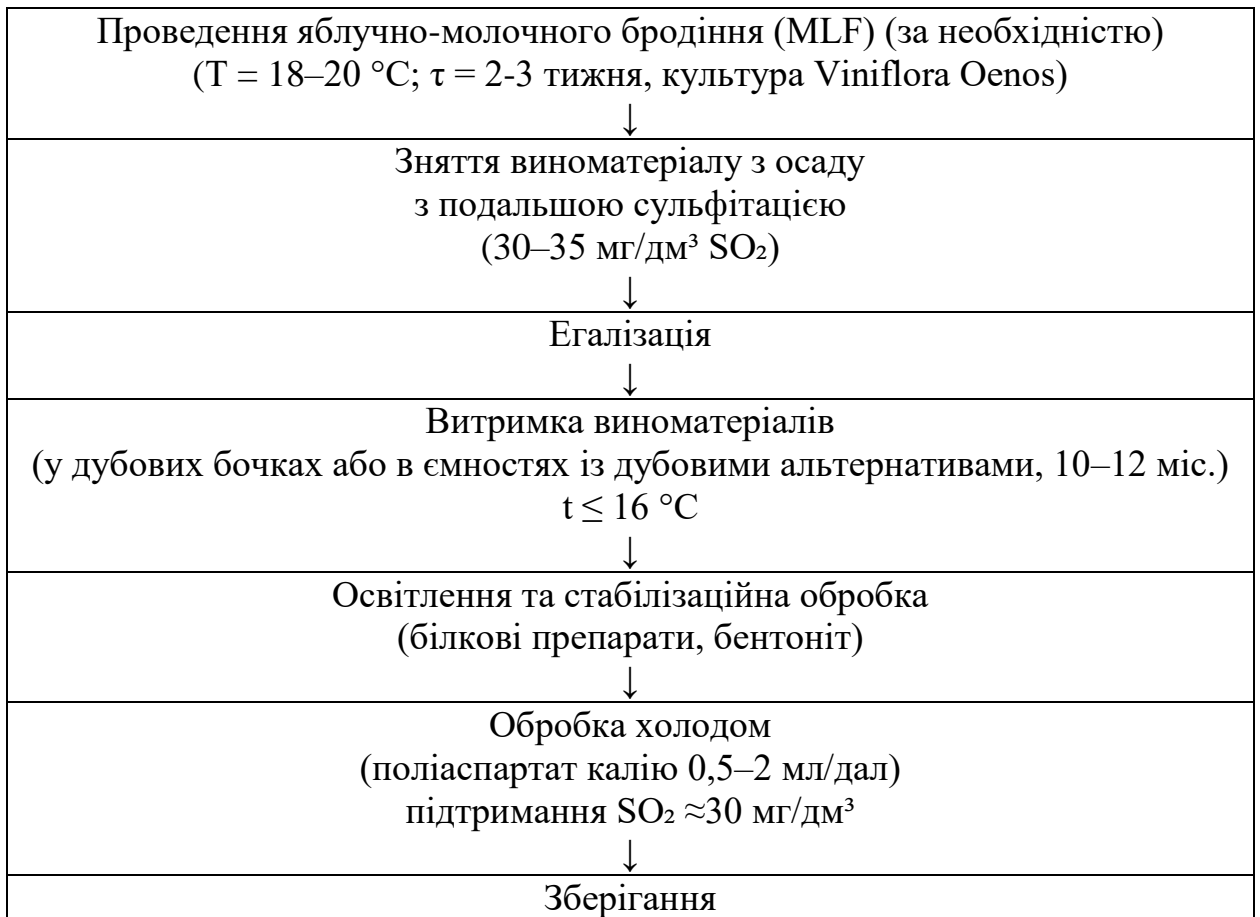 Проведення яблучно-молочного бродіння (MLF) (за необхідністю)
(T = 18–20 °C; τ = 2-3 тижня, культура Viniflora Oenos)
↓
Зняття виноматеріалу з осаду
з подальшою сульфітацією
(30–35 мг/дм³ SO₂)
↓
Егалізація
↓
Витримка виноматеріалів
(у дубових бочках або в ємностях із дубовими альтернативами, 10–12 міс.)
t ≤ 16 °C
↓
Освітлення та стабілізаційна обробка
(білкові препарати, бентоніт)
↓
Обробка холодом
(поліаспартат калію 0,5–2 мл/дал)
підтримання SO₂ ≈30 мг/дм³
↓
Зберігання